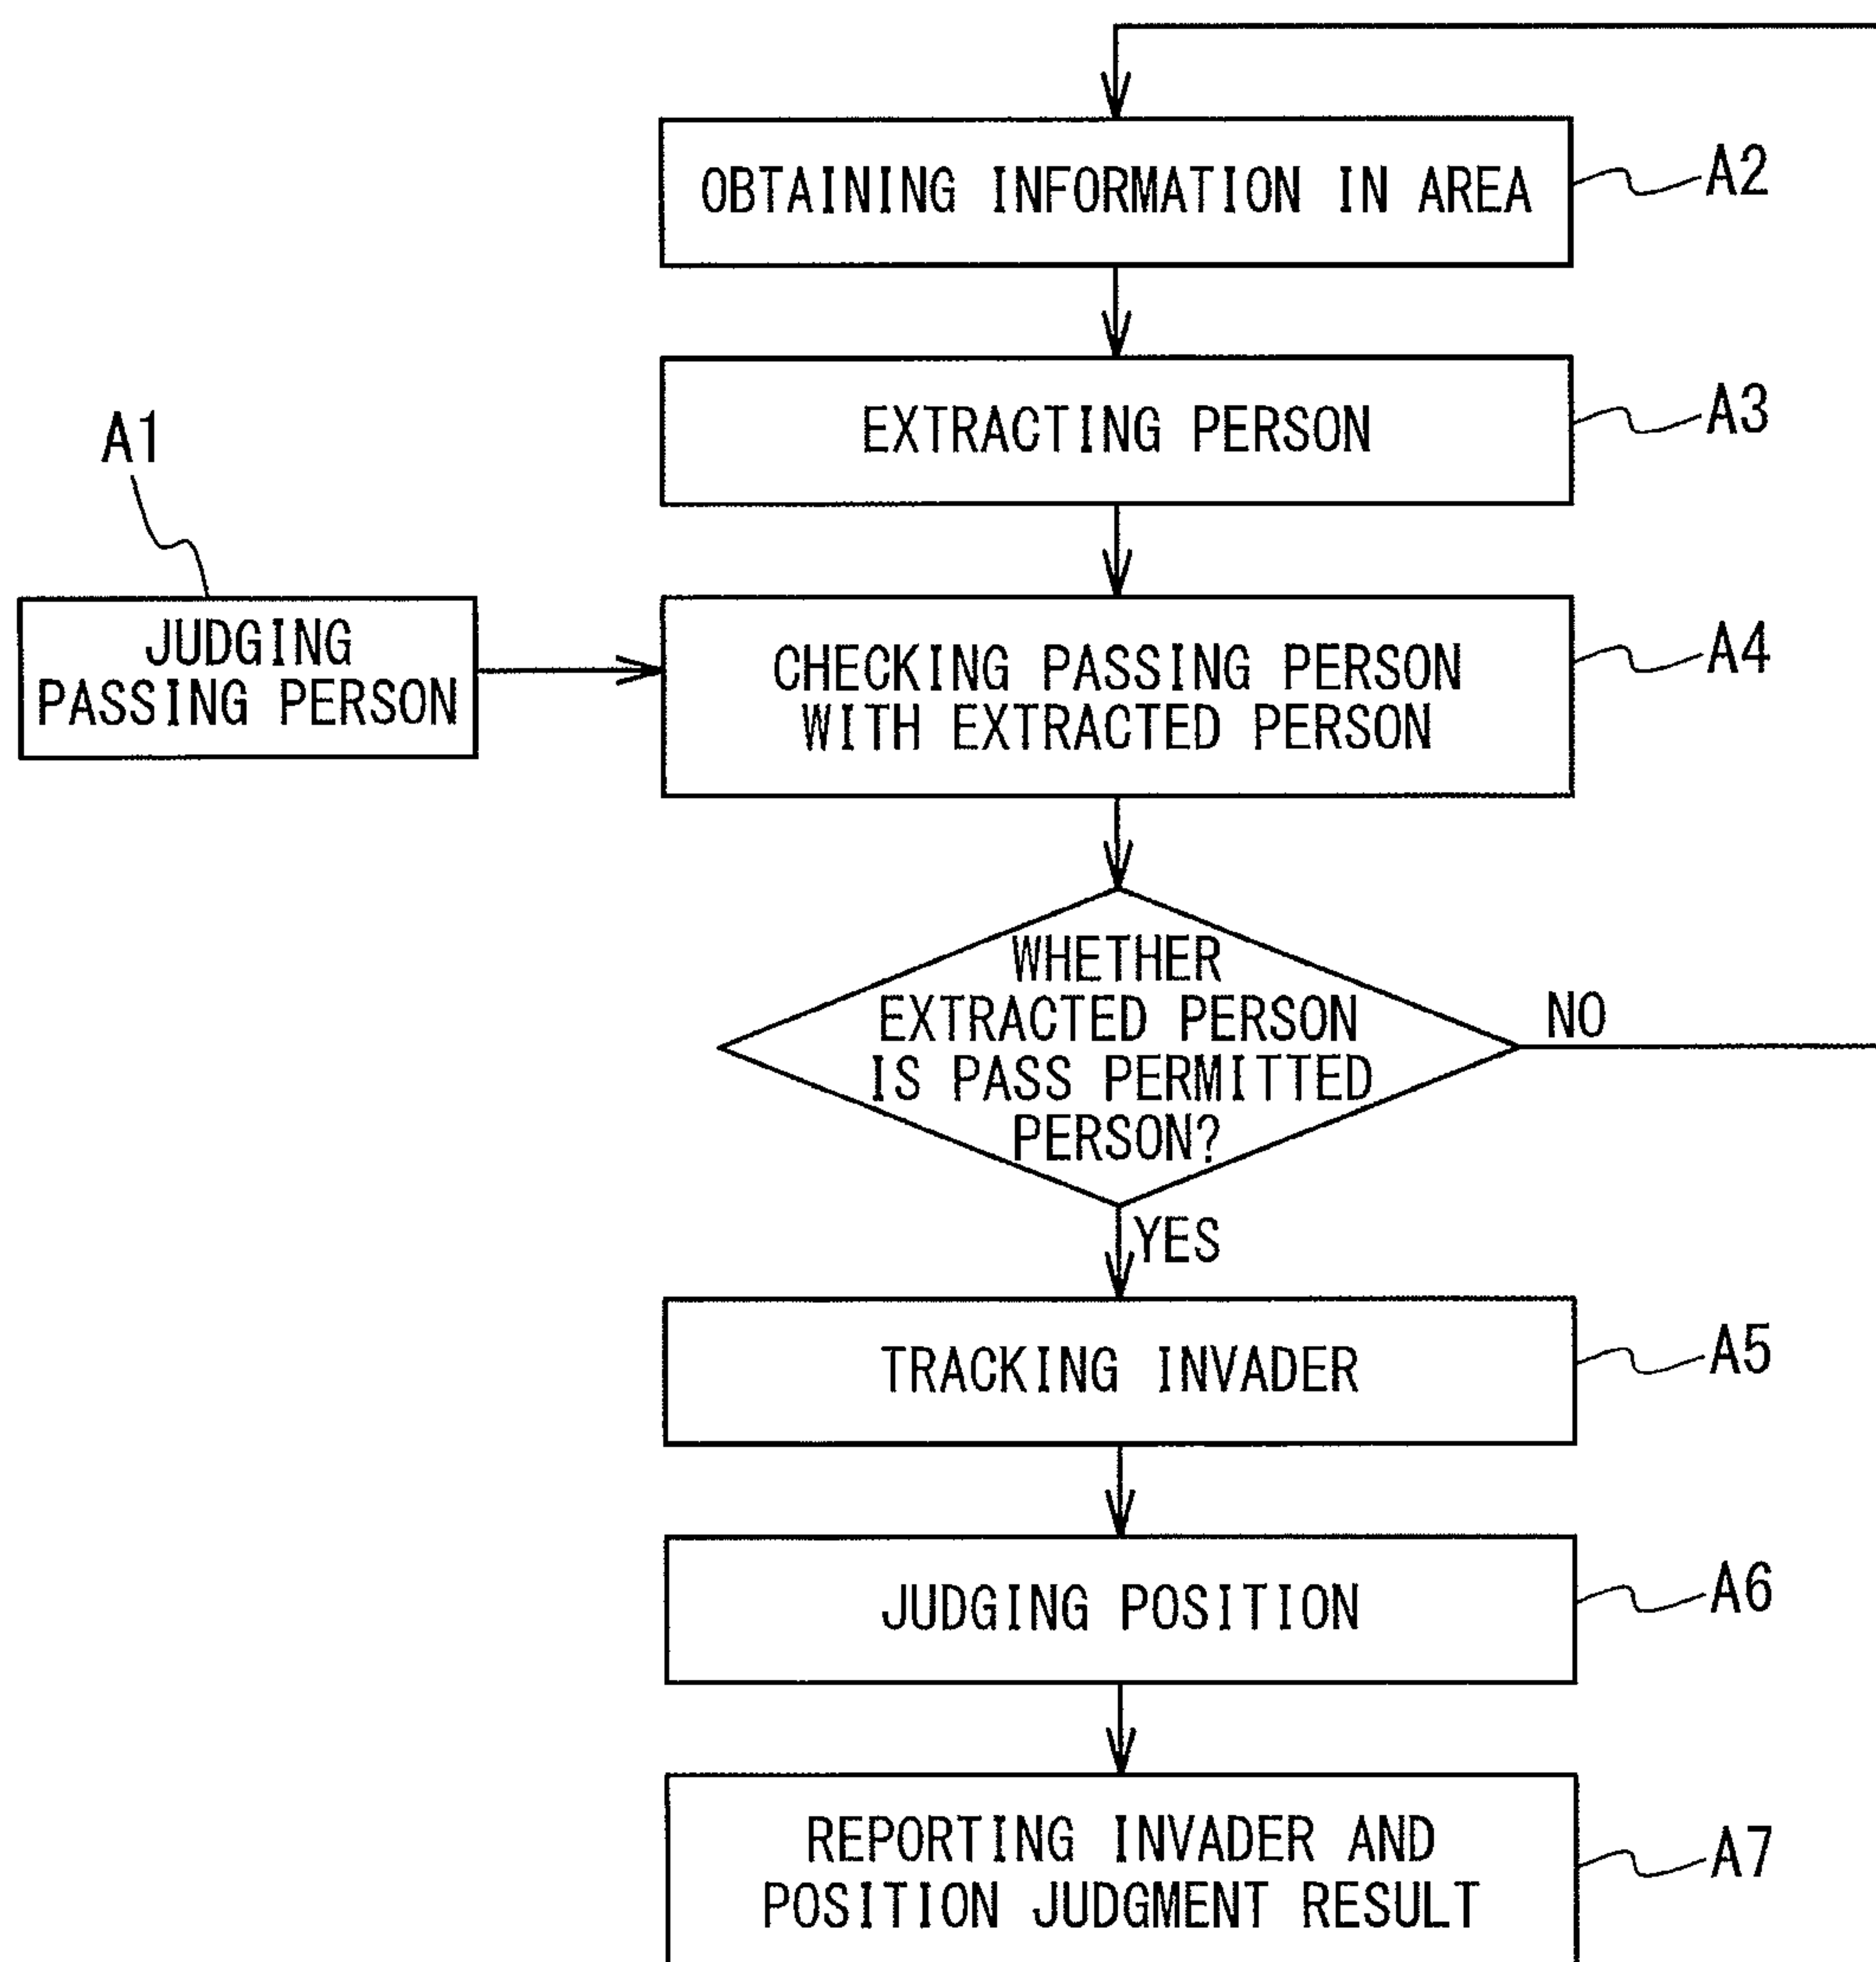 OBTAINING INFORMATION IN AREA
A2
EXTRACTING PERSON
A3
A1
JUDGING
PASSING PERSON
CHECKING PASSING PERSON
WITH EXTRACTED PERSON
A4
WHETHER
EXTRACTED PERSON
IS PASS PERMITTED
PERSON?
NO
YES
TRACKING INVADER
A5
JUDGING POSITION
A6
REPORTING INVADER AND
POSITION JUDGMENT RESULT
A7